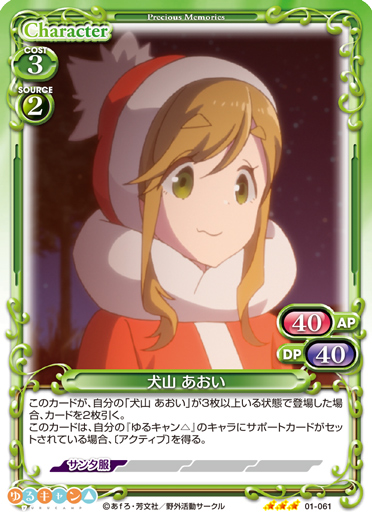 Precious Memories
Character
COST
3
SOURCE
2
40 AP
DP 40
犬山 あおい
このカードが、自分の「犬山 あおい」が3枚以上いる状態で登場した場
合、カードを2枚引く。
このカードは、自分の「ゆるキャン△」のキャラにサポートカードがセッ
トされている場合、〔アクティブ〕を得る。
サンタ服
ゆるキャン△
©あfろ・芳文社/野外活動サークル
01-061